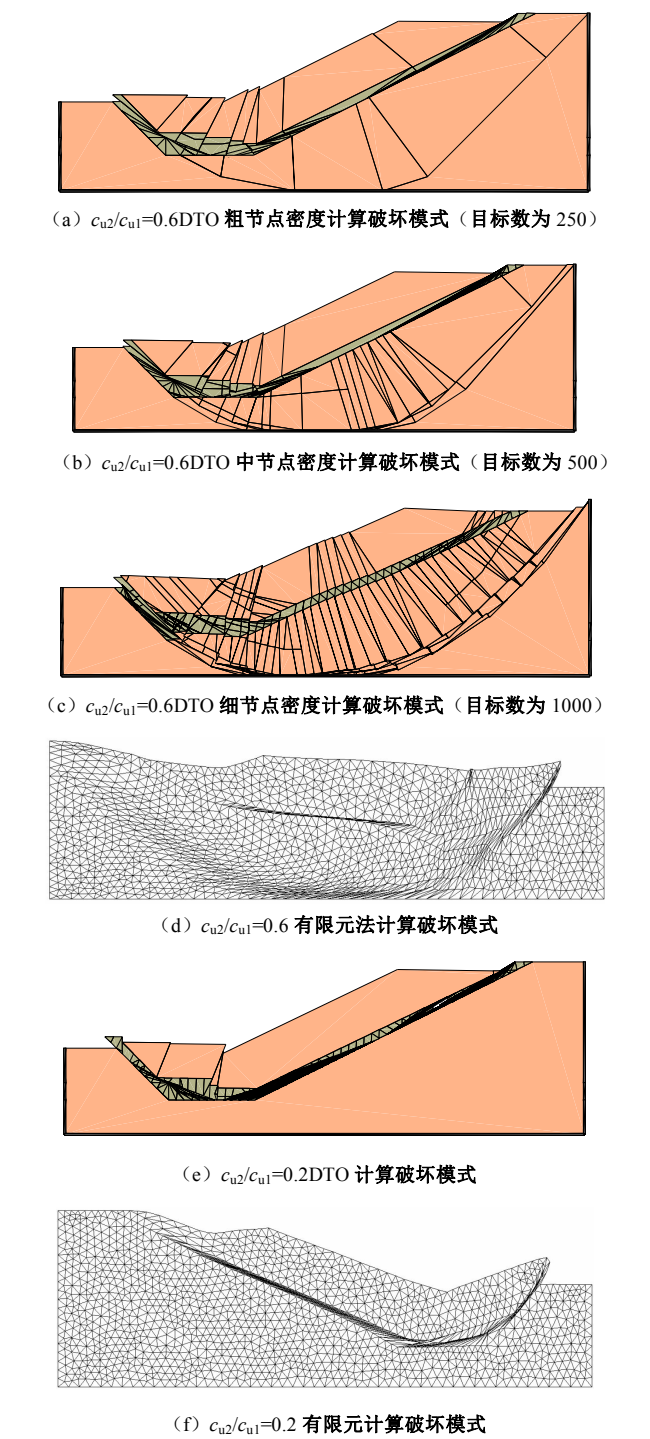 （a）cu2/cu1=0.6DTO 粗节点密度计算破坏模式（目标数为 250）
（b）cu2/cu1=0.6DTO 中节点密度计算破坏模式（目标数为 500）
（c）cu2/cu1=0.6DTO 细节点密度计算破坏模式（目标数为 1000）
（d）cu2/cu1=0.6 有限元法计算破坏模式
（e）cu2/cu1=0.2DTO 计算破坏模式
（f）cu2/cu1=0.2 有限元计算破坏模式